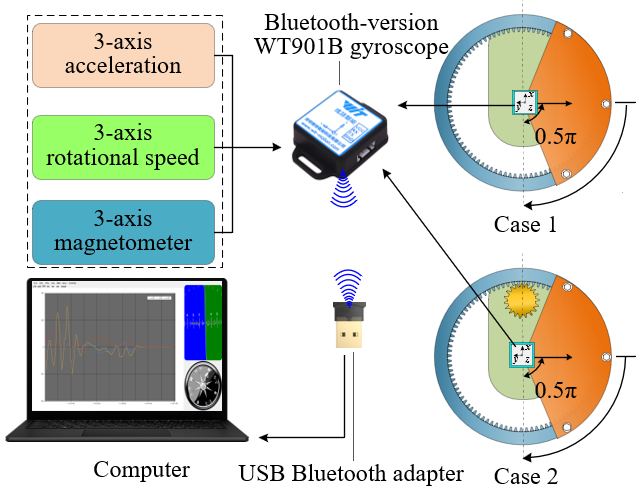 3-axis
acceleration
3-axis
rotational speed
3-axis
magnetometer
Bluetooth-version
WT901B gyroscope
WIT
x
y z
0.5π
Case 1
x
y z
0.5π
Case 2
Computer
USB Bluetooth adapter